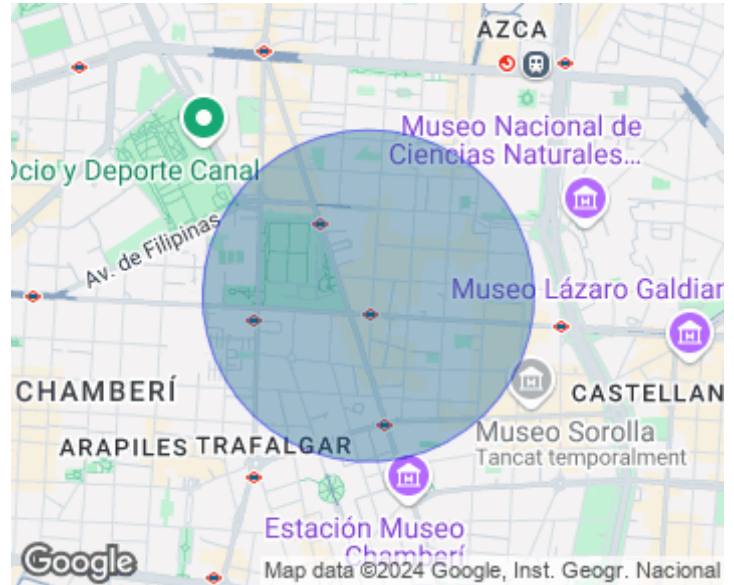 AZCA
Museo Nacional de
Ciencias Naturales...
Ocio y Deporte Canal
Av. de Filipinas
Museo Lázaro Galdiar
CHAMBERÍ
CASTELLAN
Museo Sorolla
Tancat temporalment
ARAPILES TRAFALGAR
Estación Museo
Chamberí
Google
Map data ©2024 Google, Inst. Geogr. Nacional